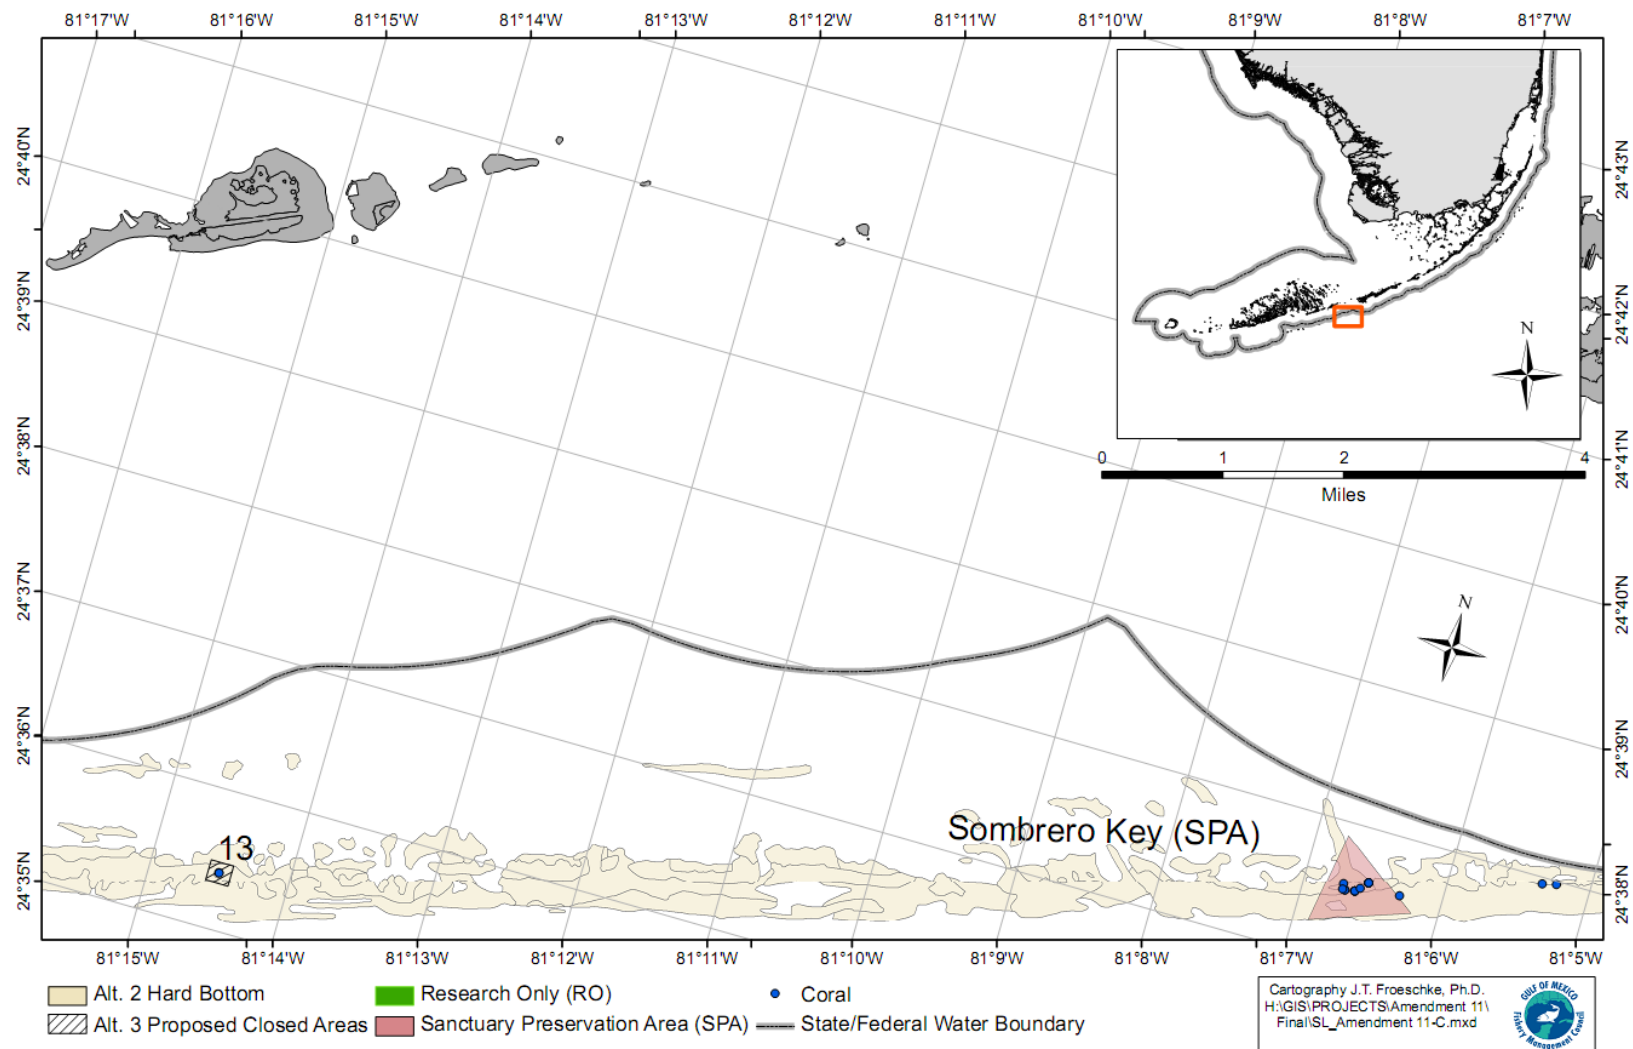 81°17'W 81°16'W 81°15'W 81°14'W 81°13'W 81°12'W 81°11'W 81°10'W 81°9'W 81°8'W 81°7'W
24°40'N
24°39'N
24°38'N
24°37'N
24°36'N
24°35'N
24°43'N
24°42'N
24°41'N
24°40'N
24°39'N
24°38'N
N
0 1 2 4
Miles
N
Sombrero Key (SPA)
13
81°15'W 81°14'W 81°13'W 81°12'W 81°11'W 81°10'W 81°9'W 81°8'W 81°7'W 81°6'W 81°5'W
Alt. 2 Hard Bottom
Alt. 3 Proposed Closed Areas
Research Only (RO)
Sanctuary Preservation Area (SPA)
Coral
State/Federal Water Boundary
Cartography J.T. Froeschke, Ph.D.
H:\GIS\PROJECTS\Amendment 11\
Final\SL_Amendment 11-C.mxd
GULF OF MEXICO
Fishery Management Council